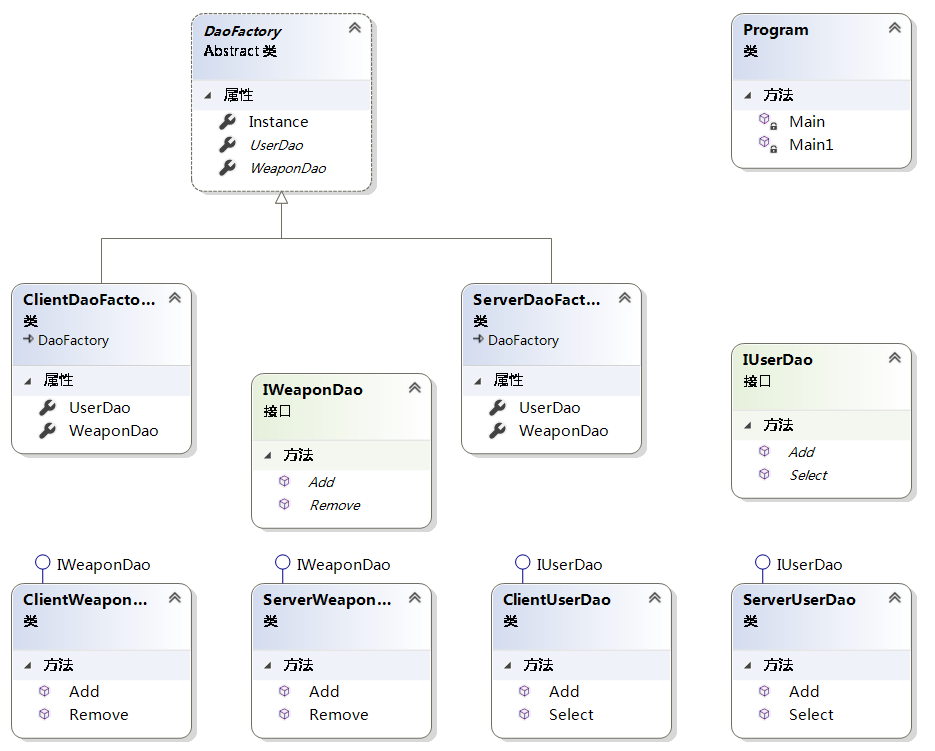 DaoFactory
Abstract 类
属性
Instance
UserDao
WeaponDao
Program
类
方法
Main
Main1
ClientDaoFacto...
类
DaoFactory
属性
UserDao
WeaponDao
IWeaponDao
接口
方法
Add
Remove
ServerDaoFact...
类
DaoFactory
属性
UserDao
WeaponDao
IUserDao
接口
方法
Add
Select
IWeaponDao
ClientWeapon...
类
方法
Add
Remove
IWeaponDao
ServerWeapon...
类
方法
Add
Remove
IUserDao
ClientUserDao
类
方法
Add
Select
IUserDao
ServerUserDao
类
方法
Add
Select